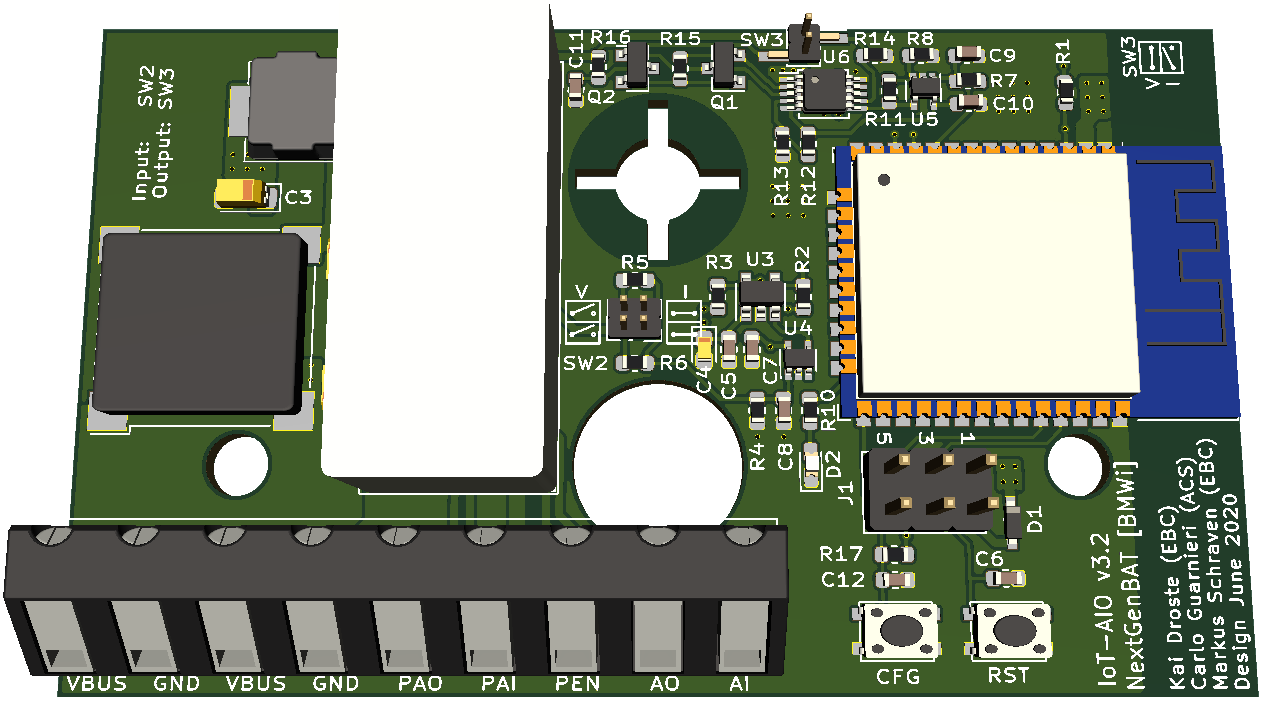 Input: SW2
Output: SW3
C3
C11
R16
Q2
R15
Q1
SW3
U6
R14
R8
C9
R7
C10
R11
U5
R1
SW3
V
I
R13
R12
R5
V
I
SW2
R6
R3
U3
R2
U4
C4
C5
C7
R4
C8
R10
D2
5
3
1
J1
D1
R17
C12
C6
CFG
RST
VBUS
GND
VBUS
GND
PAO
PAI
PEN
AO
AI
IoT-AIO v3.2
NextGenBAT [BMWi]
Kai Droste (EBC)
Carlo Guarnieri (ACS)
Markus Schraven (EBC)
Design June 2020